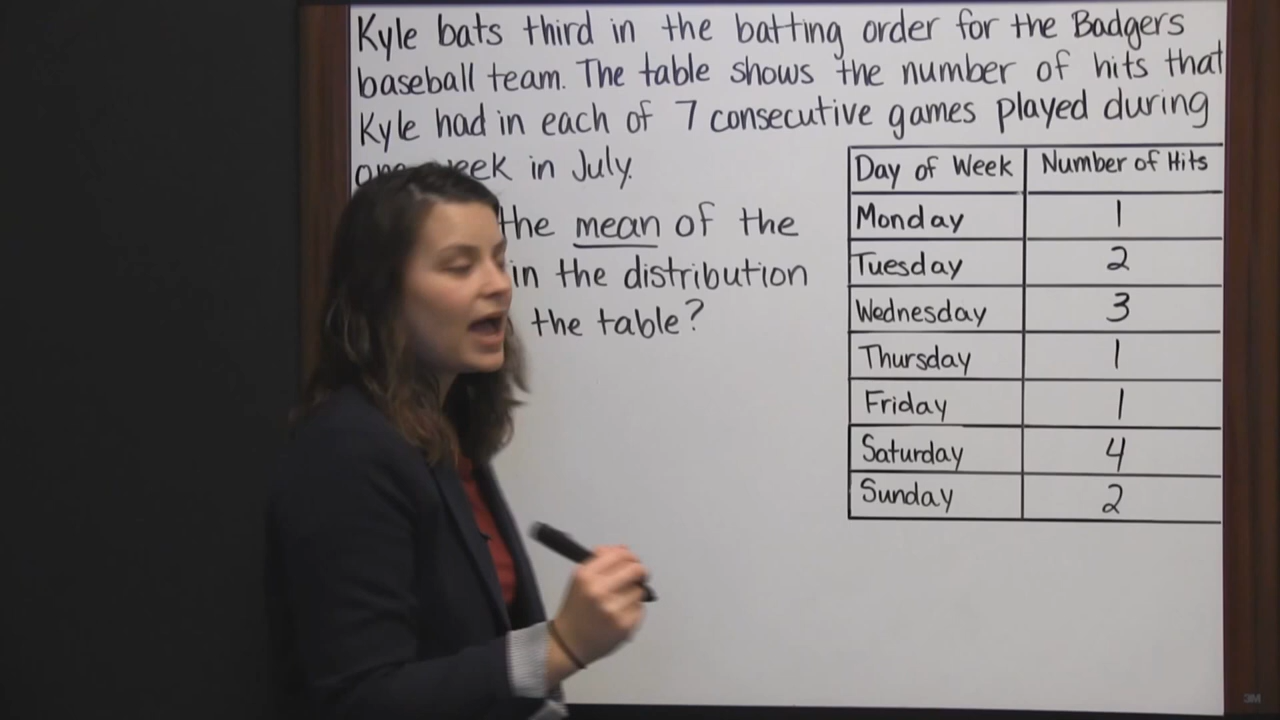 Kyle bats third in the batting order for the Badgers
baseball team. The table shows the number of hits that
Kyle had in each of 7 consecutive games played during
in July.
the mean of the
in the distribution
the table?
Day of Week Number of Hits
Monday 1
Tuesday 2
Wednesday 3
Thursday 1
Friday 1
Saturday 4
Sunday 2
3M